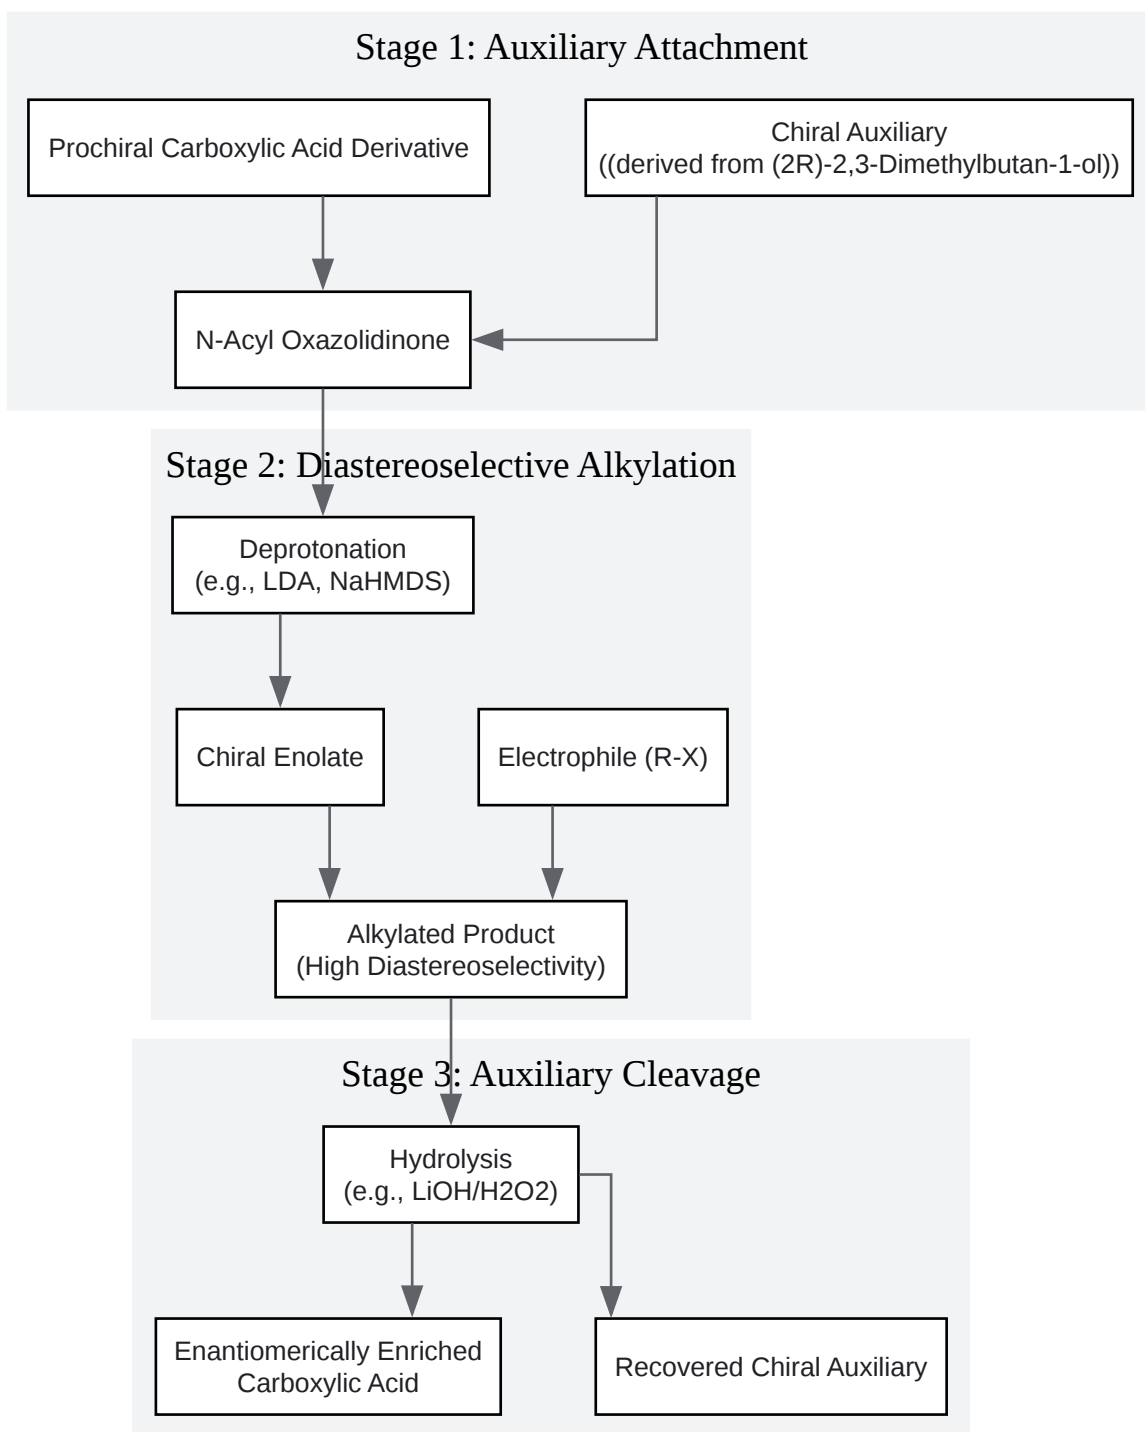 Stage 1: Auxiliary Attachment
Prochiral Carboxylic Acid Derivative
Chiral Auxiliary
((derived from (2R)-2,3-Dimethylbutan-1-ol))
N-Acyl Oxazolidinone
Stage 2: Diastereoselective Alkylation
Deprotonation
(e.g., LDA, NaHMDS)
Chiral Enolate
Electrophile (R-X)
Alkylated Product
(High Diastereoselectivity)
Stage 3: Auxiliary Cleavage
Hydrolysis
(e.g., LiOH/H2O2)
Enantiomerically Enriched
Carboxylic Acid
Recovered Chiral Auxiliary